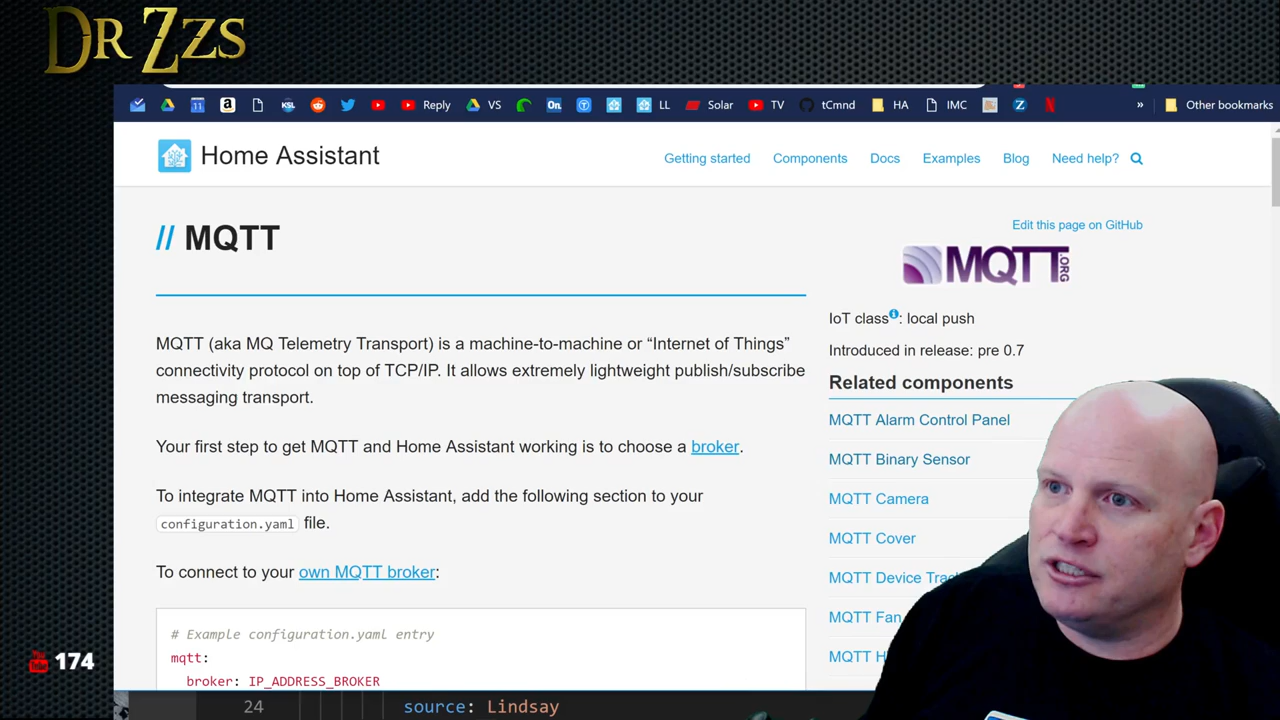 DR ZZS
Reply
VS
LL
Solar
TV
tCmnd
HA
IMC
»
Other bookmarks
Home Assistant
Getting started
Components
Docs
Examples
Blog
Need help?
// MQTT
Edit this page on GitHub
MQTT.ORG
IoT class: local push
Introduced in release: pre 0.7
Related components
MQTT Alarm Control Panel
MQTT Binary Sensor
MQTT Camera
MQTT Cover
MQTT Device
MQTT Fan
MQTT
MQTT (aka MQ Telemetry Transport) is a machine-to-machine or “Internet of Things”
connectivity protocol on top of TCP/IP. It allows extremely lightweight publish/subscribe
messaging transport.
Your first step to get MQTT and Home Assistant working is to choose a broker.
To integrate MQTT into Home Assistant, add the following section to your
configuration.yaml file.
To connect to your own MQTT broker:
# Example configuration.yaml entry
mqtt:
broker: IP_ADDRESS_BROKER
174
24 source: Lindsay